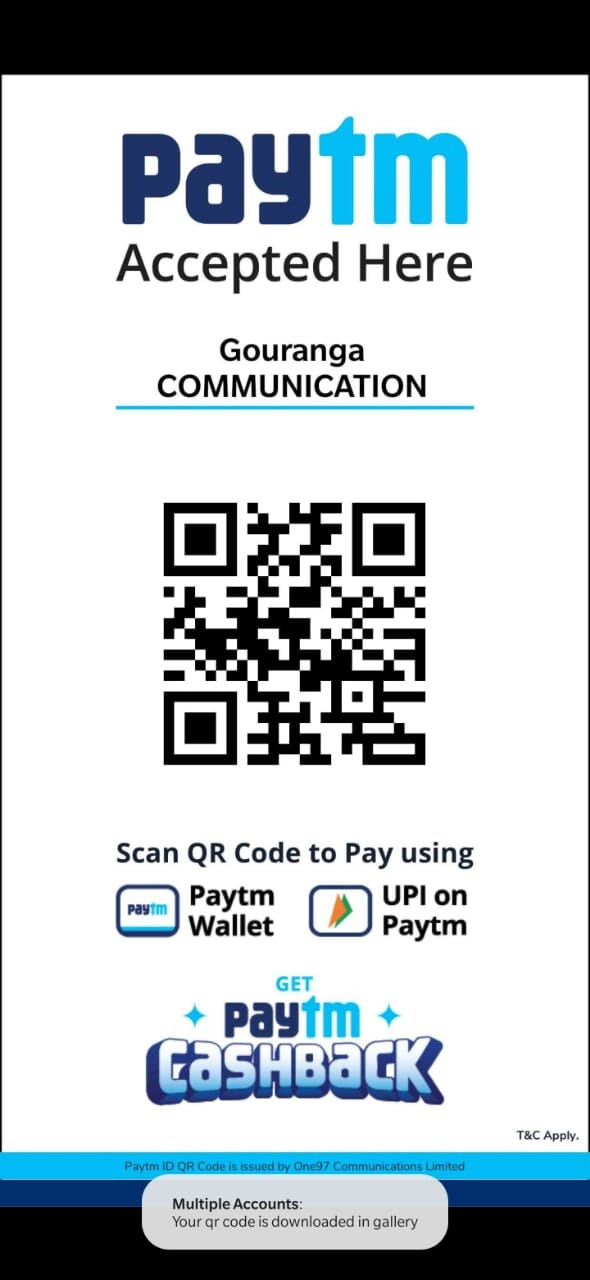 paytm
Accepted Here
Gouranga
COMMUNICATION
Scan QR Code to Pay using
paytm
Paytm
Wallet
UPI on
Paytm
GET
paytm
CASHBACK
T&C Apply.
Paytm ID QR Code is issued by One97 Communications Limited
Multiple Accounts:
Your qr code is downloaded in gallery